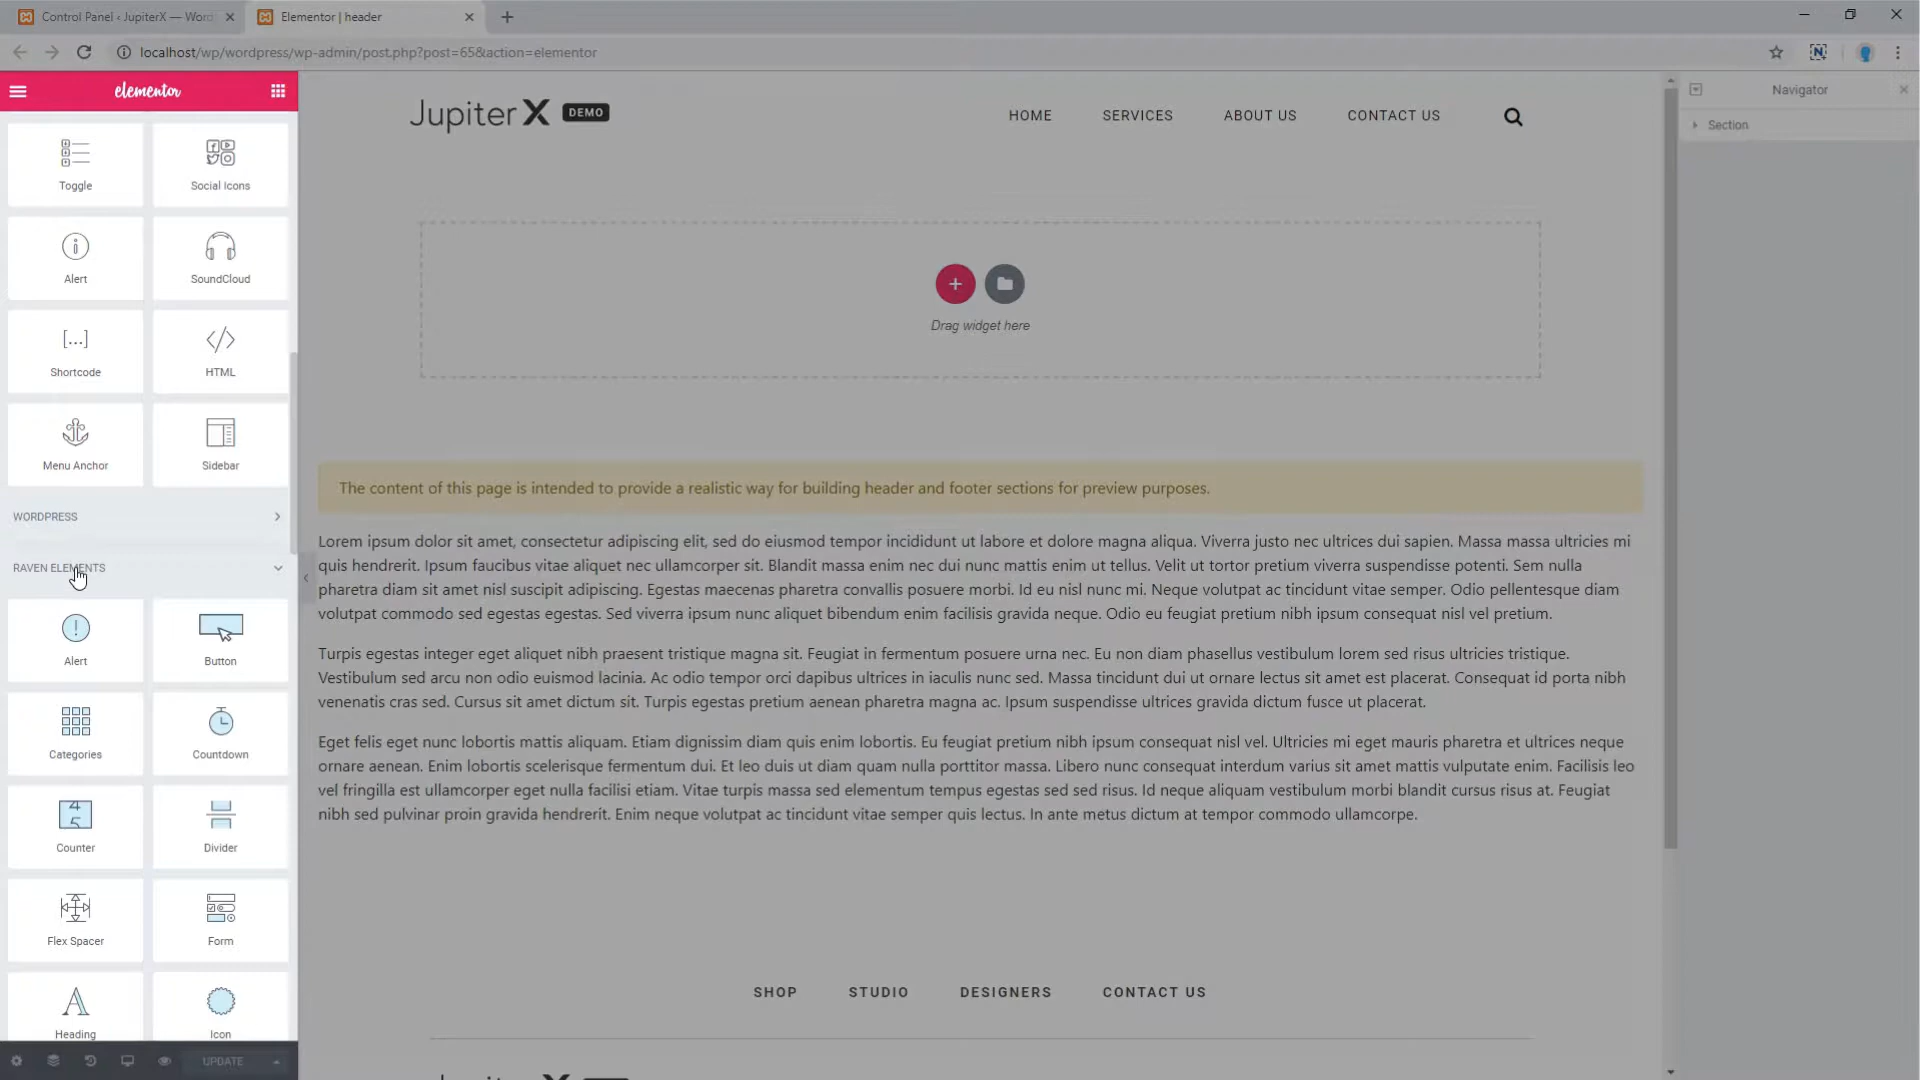 Control Panel ‹ JupiterX — Word
Elementor | header
localhost/wp/wordpress/wp-admin/post.php?post=65&action=elementor
elementor
Toggle
Social Icons
Alert
SoundCloud
[...]
Shortcode
</>
HTML
Menu Anchor
Sidebar
WORDPRESS
RAVEN ELEMENTS
Alert
Button
Categories
Countdown
4
5
Counter
Divider
Flex Spacer
Form
Heading
Icon
UPDATE
Jupiter X DEMO
HOME
SERVICES
ABOUT US
CONTACT US
Drag widget here
The content of this page is intended to provide a realistic way for building header and footer sections for preview purposes.
Lorem ipsum dolor sit amet, consectetur adipiscing elit, sed do eiusmod tempor incididunt ut labore et dolore magna aliqua. Viverra justo nec ultrices dui sapien. Massa massa ultricies mi
quis hendrerit. Ipsum faucibus vitae aliquet nec ullamcorper sit. Blandit massa enim nec dui nunc mattis enim ut tellus. Velit ut tortor pretium viverra suspendisse potenti. Sem nulla
pharetra diam sit amet nisl suscipit adipiscing. Egestas maecenas pharetra convallis posuere morbi. Id eu nisl nunc mi. Neque volutpat ac tincidunt vitae semper. Odio pellentesque diam
volutpat commodo sed egestas egestas. Sed viverra ipsum nunc aliquet bibendum enim facilisis gravida neque. Odio eu feugiat pretium nibh ipsum consequat nisl vel pretium.
Turpis egestas integer eget aliquet nibh praesent tristique magna sit. Feugiat in fermentum posuere urna nec. Eu non diam phasellus vestibulum lorem sed risus ultricies tristique.
Vestibulum sed arcu non odio euismod lacinia. Ac odio tempor orci dapibus ultrices in iaculis nunc sed. Massa tincidunt dui ut ornare lectus sit amet est placerat. Consequat id porta nibh
venenatis cras sed. Cursus sit amet dictum sit. Turpis egestas pretium aenean pharetra magna ac. Ipsum suspendisse ultrices gravida dictum fusce ut placerat.
Eget felis eget nunc lobortis mattis aliquam. Etiam dignissim diam quis enim lobortis. Eu feugiat pretium nibh ipsum consequat nisl vel. Ultricies mi eget mauris pharetra et ultrices neque
ornare aenean. Enim lobortis scelerisque fermentum dui. Et leo duis ut diam quam nulla porttitor massa. Libero nunc consequat interdum varius sit amet mattis vulputate enim. Facilisis leo
vel fringilla est ullamcorper eget nulla facilisi etiam. Vitae turpis massa sed elementum tempus egestas sed sed risus. Id neque aliquam vestibulum morbi blandit cursus risus at. Feugiat
nibh sed pulvinar proin gravida hendrerit. Enim neque volutpat ac tincidunt vitae semper quis lectus. In ante metus dictum at tempor commodo ullamcorpe.
SHOP
STUDIO
DESIGNERS
CONTACT US
Navigator
Section